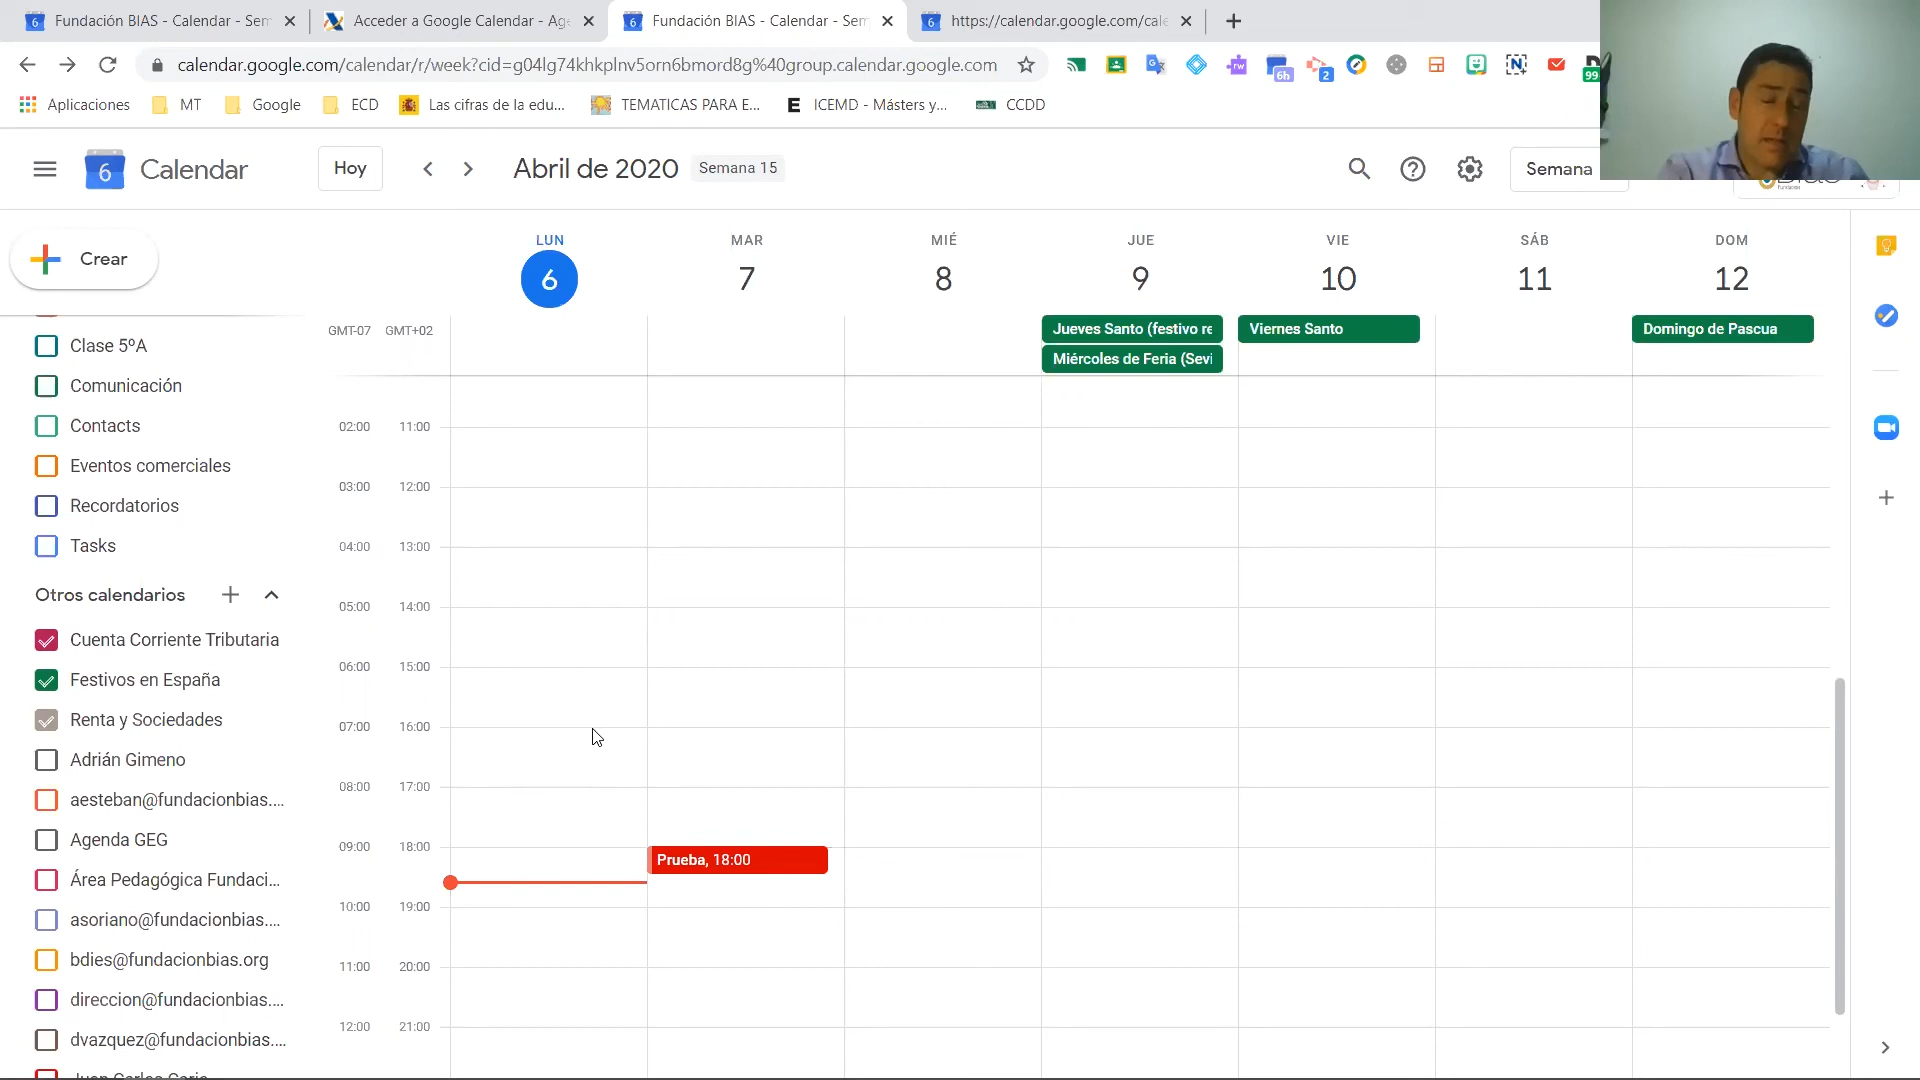 Fundación BIAS - Calendar - Sem
Acceder a Google Calendar - Age
Fundación BIAS - Calendar - Sem
https://calendar.google.com/cale
calendar.google.com/calendar/r/week?cid=g04lg74khkplnv5orn6bmord8g%40group.calendar.google.com
6h
2
99
Aplicaciones
MT
Google
ECD
Las cifras de la edu...
TEMATICAS PARA E...
ICEMD - Másters y...
CCDD
6
Calendar
Hoy
Abril de 2020
Semana 15
Semana
Crear
LUN
MAR
MIÉ
JUE
VIE
SÁB
DOM
6
7
8
9
10
11
12
GMT-07
GMT+02
Jueves Santo (festivo re
Viernes Santo
Domingo de Pascua
Miércoles de Feria (Sevi
Clase 5ºA
Comunicación
Contacts
Eventos comerciales
Recordatorios
Tasks
Otros calendarios
Cuenta Corriente Tributaria
Festivos en España
Renta y Sociedades
Adrián Gimeno
aesteban@fundacionbias....
Agenda GEG
Área Pedagógica Fundaci...
asoriano@fundacionbias....
bdies@fundacionbias.org
direccion@fundacionbias....
dvazquez@fundacionbias....
02:00 11:00
03:00 12:00
04:00 13:00
05:00 14:00
06:00 15:00
07:00 16:00
08:00 17:00
09:00 18:00
Prueba, 18:00
10:00 19:00
11:00 20:00
12:00 21:00